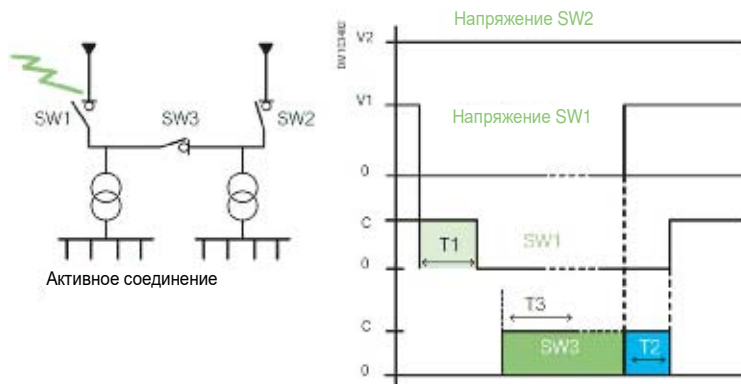 Напряжение SW2
V2
V1
Напряжение SW1
0
SW1
SW3
SW2
C
T1
SW1
0
Активное соединение
T3
C
SW3
T2
0